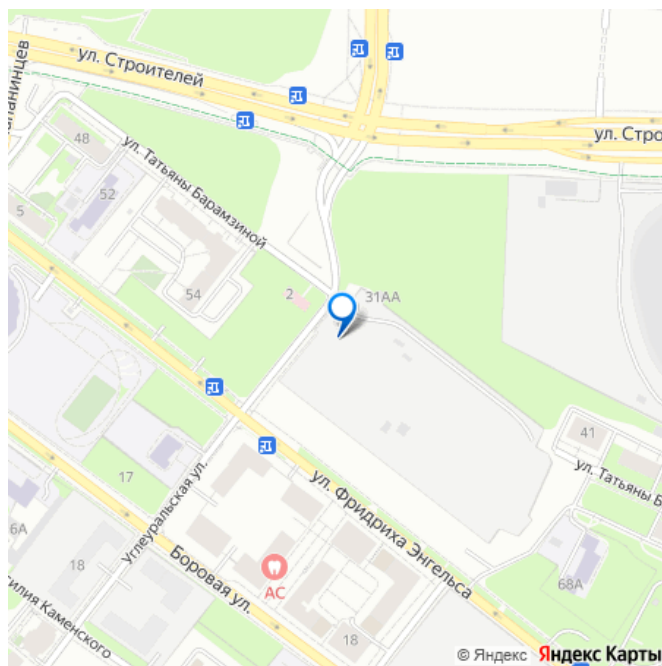 ул. Строителей
Папанинцев
ул. Стро
48
ул. Татьяны Барамзиной
52
5
54
2
31АА
41
ул. Татьяны Б
17
Углеуральская ул.
ул. Фридриха Энгельса
6А
Боровая ул.
18
АС
68А
силия Каменского
18
© Яндекс Яндекс Карты